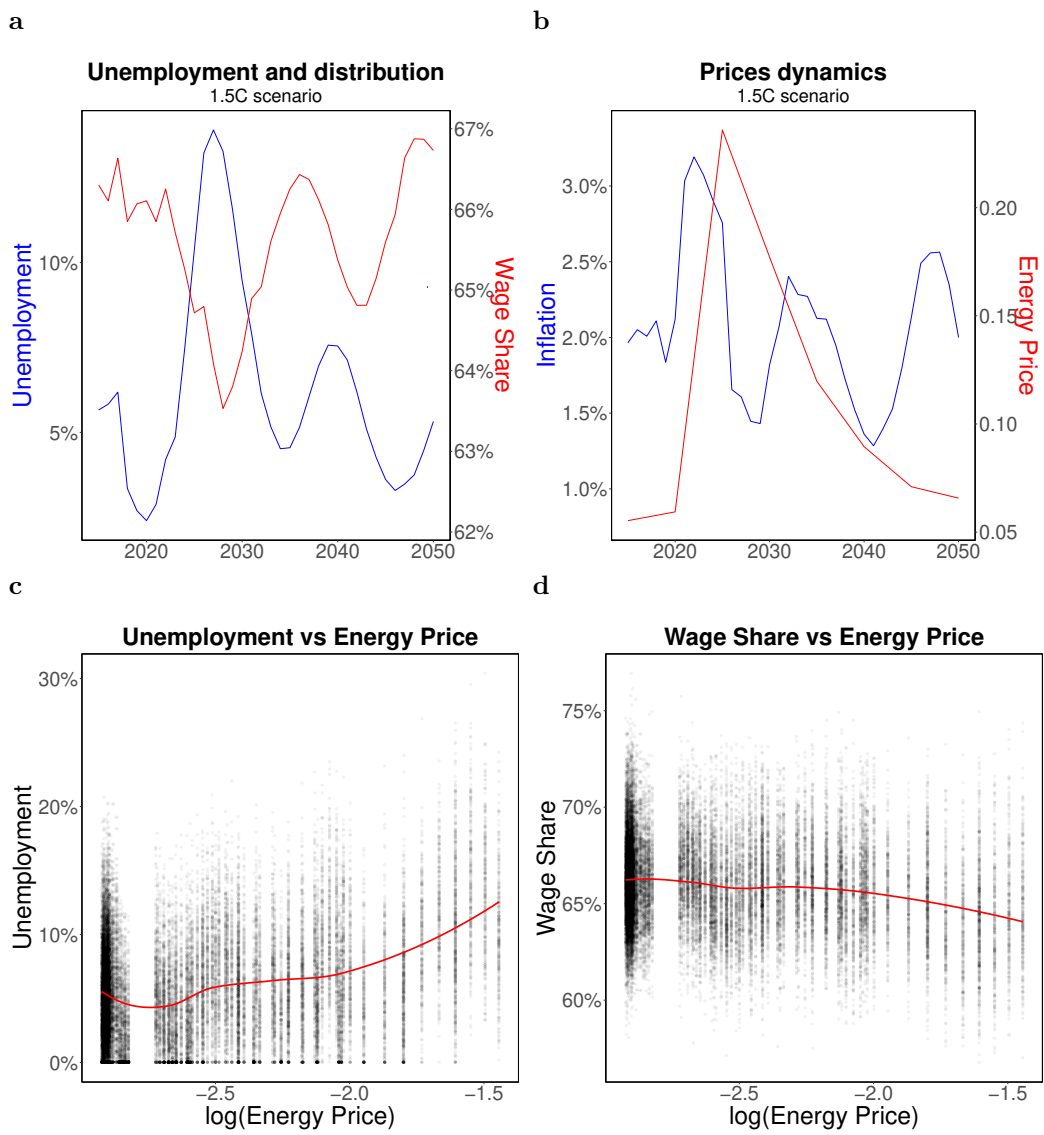 a
Unemployment and distribution
1.5C scenario
Unemployment
10%
5%
67%
66%
65%
64%
63%
62%
Wage Share
2020 2030 2040 2050
b
Prices dynamics
1.5C scenario
Inflation
3.0%
2.5%
2.0%
1.5%
1.0%
0.20
0.15
0.10
0.05
Energy Price
2020 2030 2040 2050
c
Unemployment vs Energy Price
Unemployment
30%
20%
10%
0%
−2.5 −2.0 −1.5
log(Energy Price)
d
Wage Share vs Energy Price
Wage Share
75%
70%
65%
60%
−2.5 −2.0 −1.5
log(Energy Price)